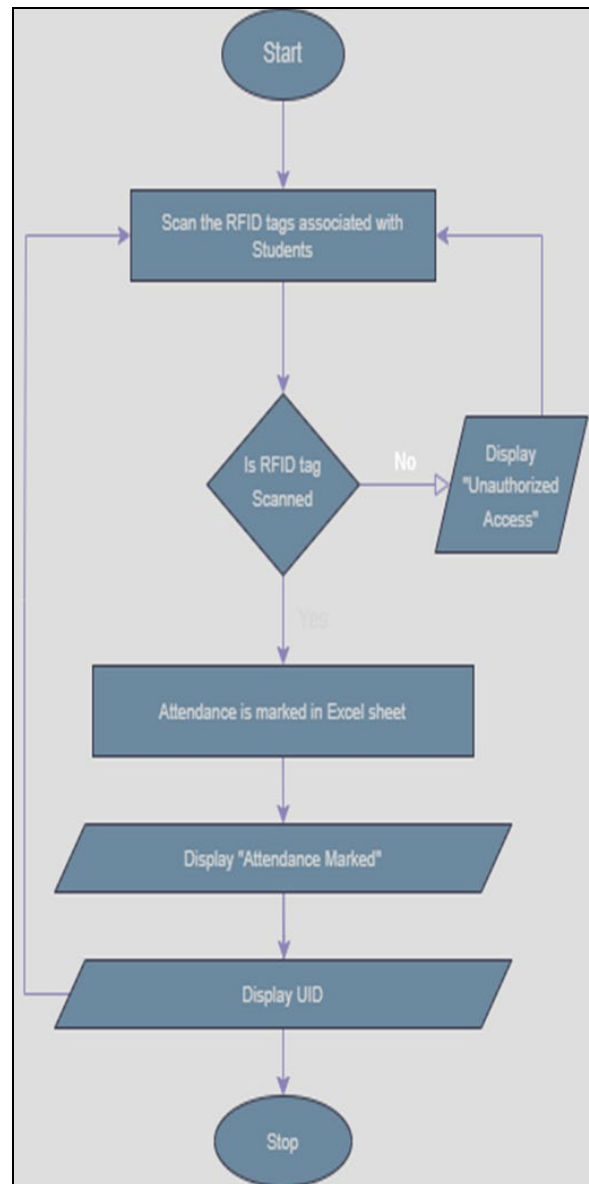 Start
Scan the RFID tags associated with
Students
Is RFID tag
Scanned
No
Display
"Unauthorized
Access"
Yes
Attendance is marked in Excel sheet
Display "Attendance Marked"
Display UID
Stop